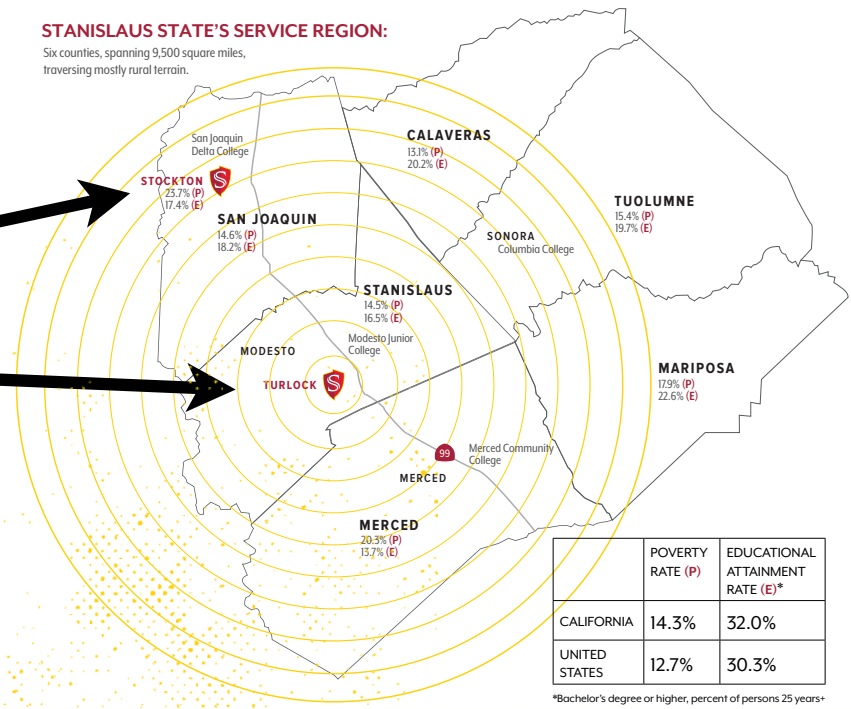 STANISLAUS STATE'S SERVICE REGION:
Six counties, spanning 9,500 square miles,
traversing mostly rural terrain.
CALAVERAS
13.1% (P)
20.2% (E)
San Joaquin
Delta College
STOCKTON
23.7% (P)
17.4% (E)
S
SAN JOAQUIN
14.6% (P)
18.2% (E)
TUOLUMNE
15.4% (P)
19.7% (E)
SONORA
Columbia College
STANISLAUS
14.5% (P)
16.5% (E)
Modesto Junior
College
MODESTO
TURLOCK
S
MARIPOSA
17.9% (P)
22.6% (E)
99
Merced Community
College
MERCED
MERCED
20.3% (P)
13.7% (E)
POVERTY
RATE (P)
EDUCATIONAL
ATTAINMENT
RATE (E)*
CALIFORNIA 14.3% 32.0%
UNITED
STATES
12.7% 30.3%
*Bachelor's degree or higher, percent of persons 25 years+